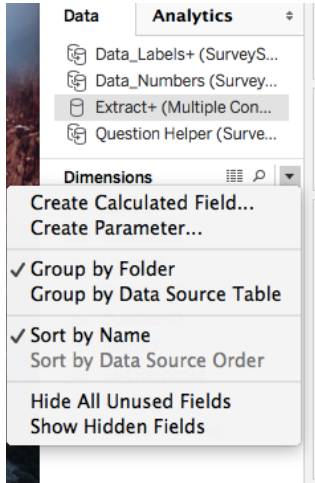 Data Analytics
Data_Labels+ (SurveyS...
Data_Numbers (Survey...
Extract+ (Multiple Con...
Question Helper (Surve...
Dimensions
Create Calculated Field...
Create Parameter...
Group by Folder
Group by Data Source Table
Sort by Name
Sort by Data Source Order
Hide All Unused Fields
Show Hidden Fields